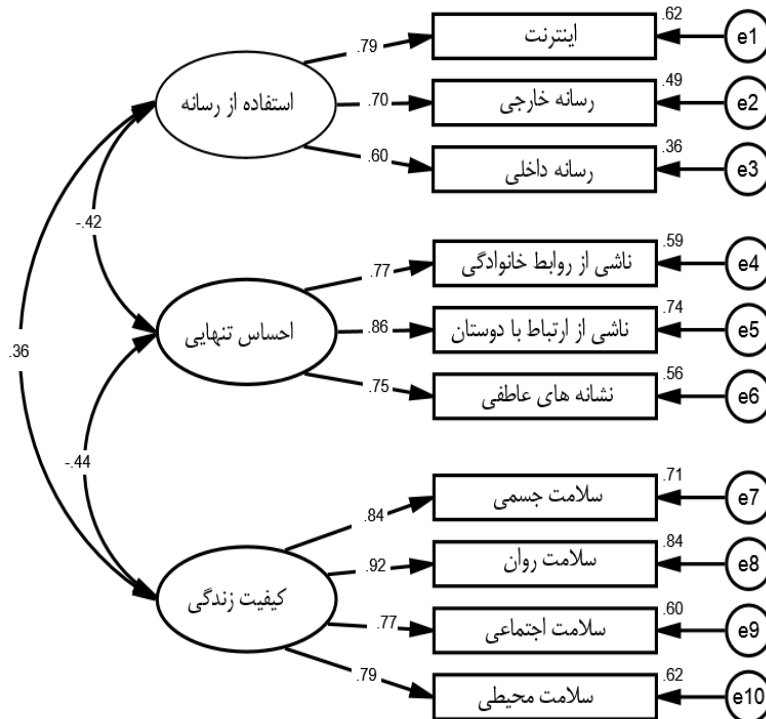 .62
اینترنت
e1
.79
.49
استفاده از رسانه
.70
رسانه خارجی
e2
.36
.60
رسانه داخلی
e3
-.42
.59
.77
ناشی از روابط خانوادگی
e4
.74
احساس تنهایی
.86
ناشی از ارتباط با دوستان
e5
.36
.56
.75
نشانه های عاطفی
e6
-.44
.71
.84
سلامت جسمی
e7
.84
.92
سلامت روان
e8
کیفیت زندگی
.60
.77
سلامت اجتماعی
e9
.62
.79
سلامت محیطی
e10